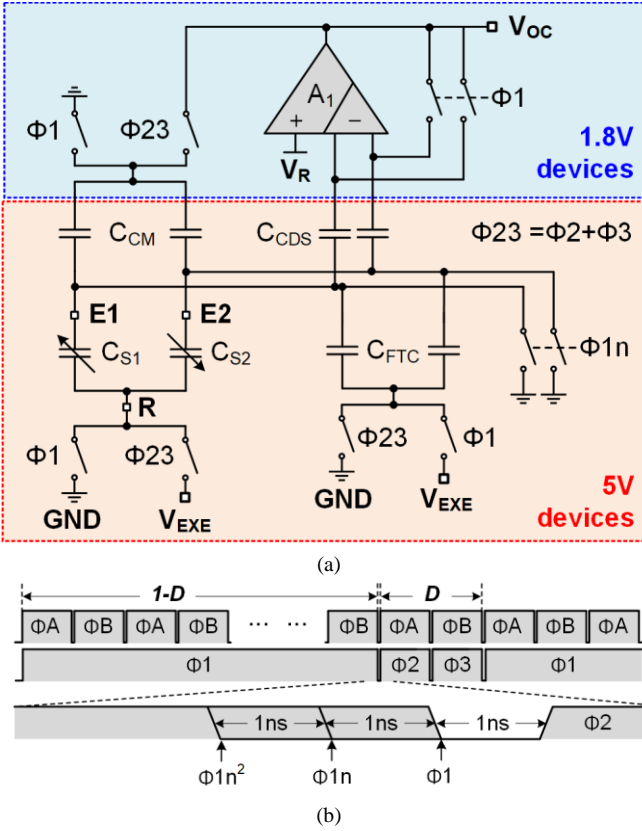 V_OC
Φ1
Φ23
A_1
+
−
Φ1
V_R
1.8V
devices
C_CM
C_CDS
Φ23 =Φ2+Φ3
E1
E2
C_S1
C_S2
C_FTC
Φ1n
R
Φ1
Φ23
Φ23
Φ1
GND
V_EXE
GND
V_EXE
5V
devices
(a)
1-D
D
ΦA ΦB ΦA ΦB ... ... ΦB ΦA ΦB ΦA ΦB ΦA
Φ1 Φ2 Φ3 Φ1
1ns 1ns 1ns Φ2
Φ1n² Φ1n Φ1
(b)